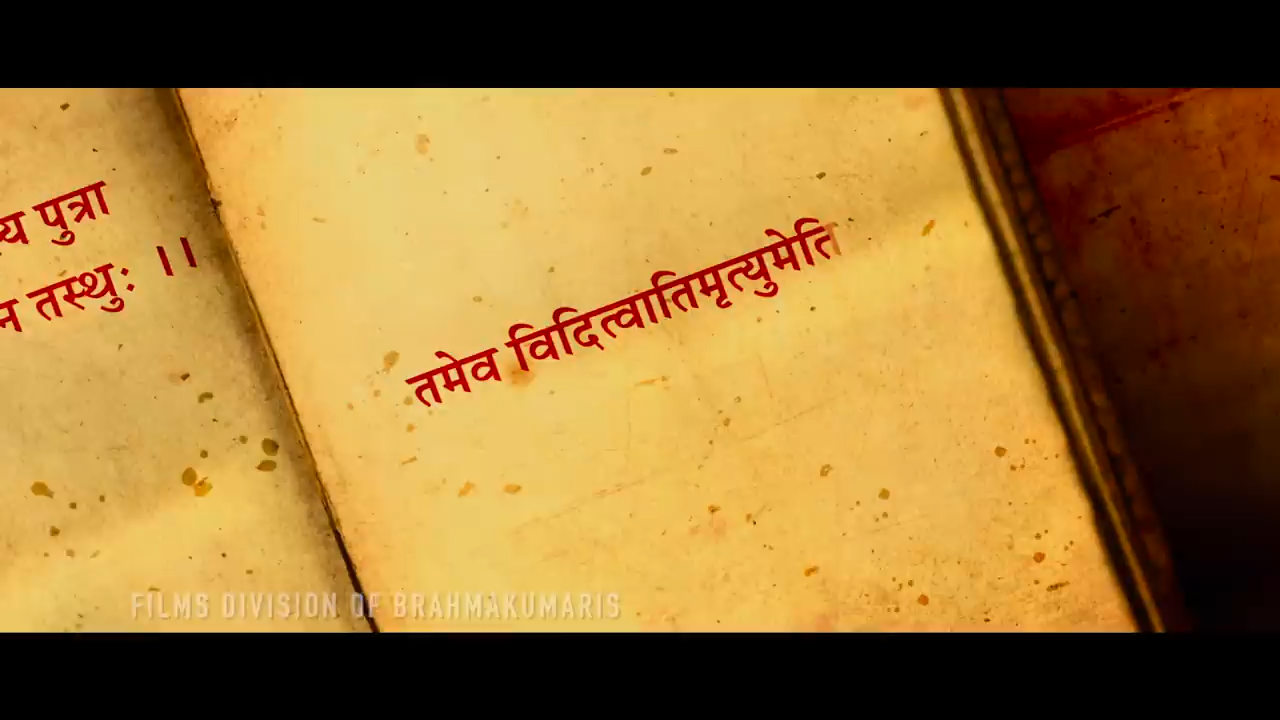 य पुत्रा
न तस्थुः ।।
तमेव विदित्वातिमृत्युमेति
FILMS DIVISION OF BRAHMAKUMARIS